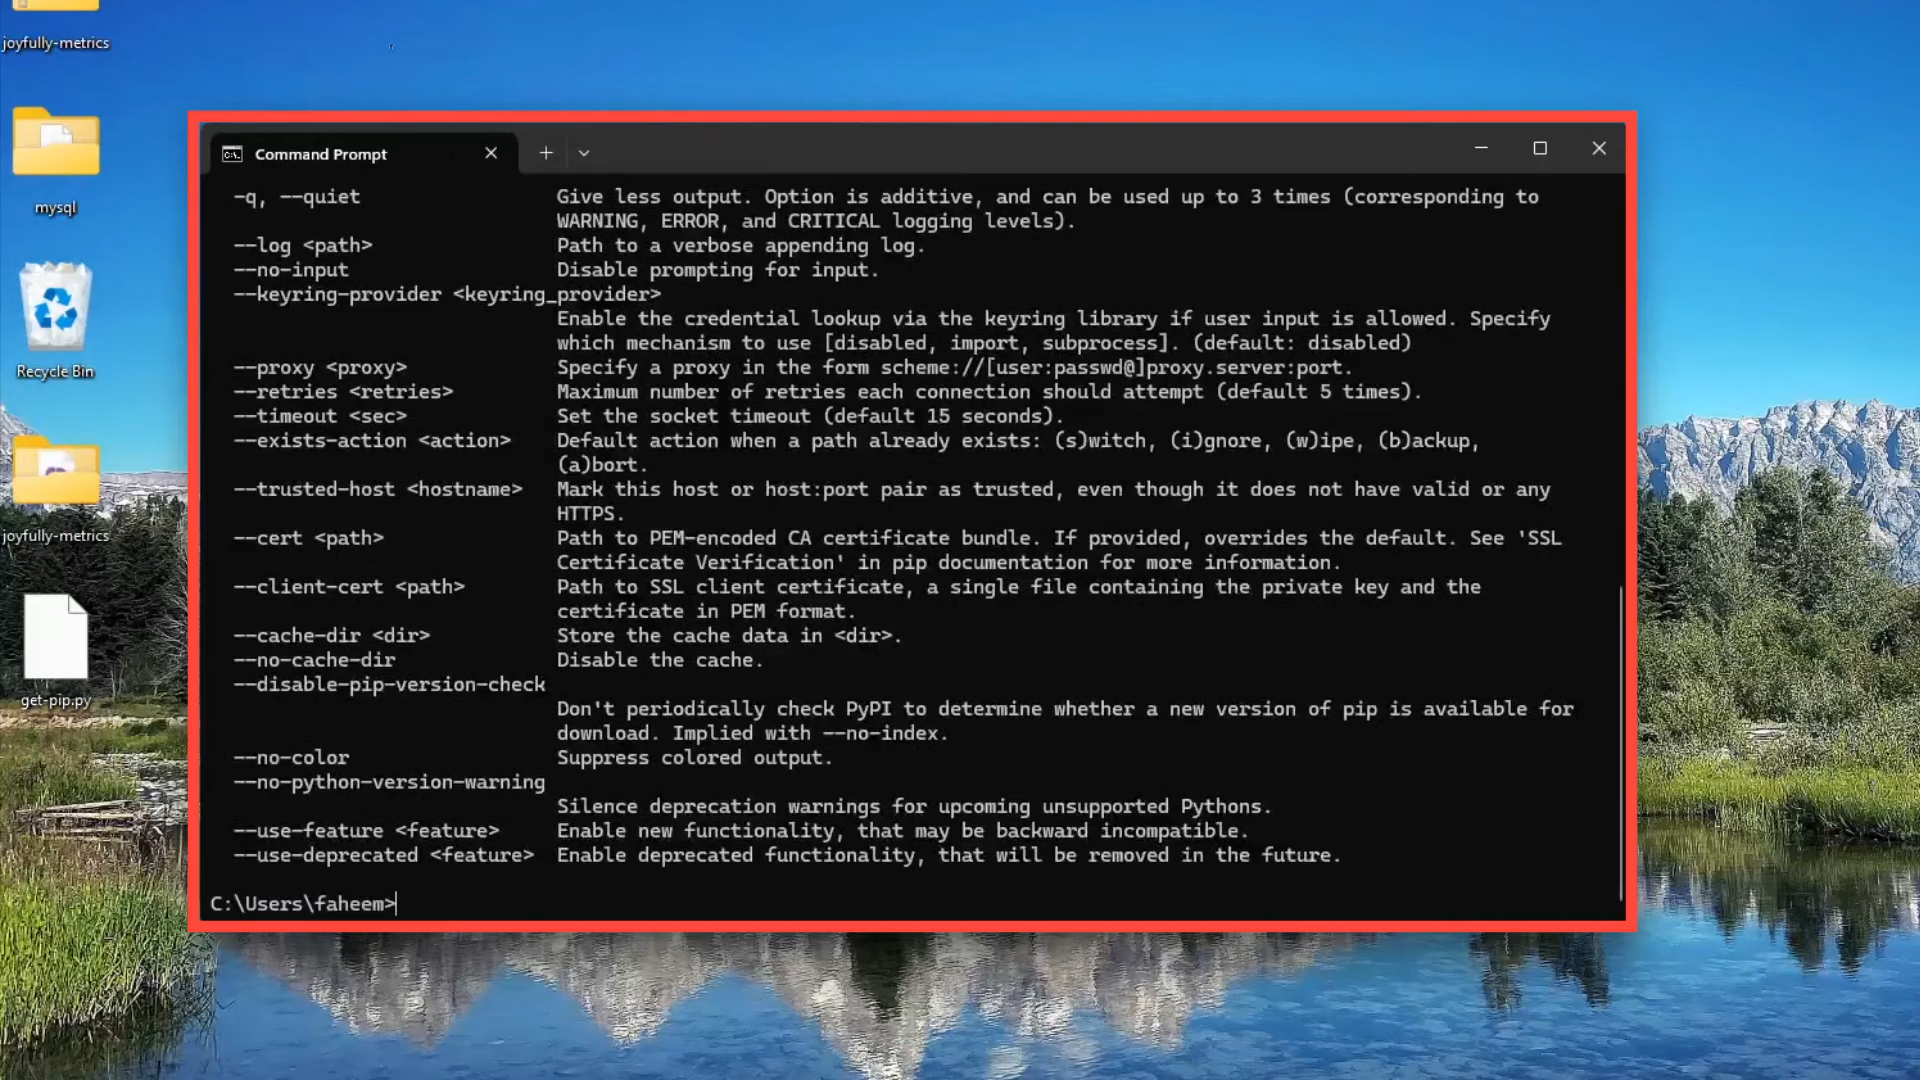 joyfully-metrics
mysql
Recycle Bin
joyfully-metrics
get-pip.py
Command Prompt
-q, --quiet Give less output. Option is additive, and can be used up to 3 times (corresponding to
WARNING, ERROR, and CRITICAL logging levels).
--log <path> Path to a verbose appending log.
--no-input Disable prompting for input.
--keyring-provider <keyring_provider>
Enable the credential lookup via the keyring library if user input is allowed. Specify
which mechanism to use [disabled, import, subprocess]. (default: disabled)
--proxy <proxy> Specify a proxy in the form scheme://[user:passwd@]proxy.server:port.
--retries <retries> Maximum number of retries each connection should attempt (default 5 times).
--timeout <sec> Set the socket timeout (default 15 seconds).
--exists-action <action> Default action when a path already exists: (s)witch, (i)gnore, (w)ipe, (b)ackup,
(a)bort.
--trusted-host <hostname> Mark this host or host:port pair as trusted, even though it does not have valid or any
HTTPS.
--cert <path> Path to PEM-encoded CA certificate bundle. If provided, overrides the default. See 'SSL
Certificate Verification' in pip documentation for more information.
--client-cert <path> Path to SSL client certificate, a single file containing the private key and the
certificate in PEM format.
--cache-dir <dir> Store the cache data in <dir>.
--no-cache-dir Disable the cache.
--disable-pip-version-check
Don't periodically check PyPI to determine whether a new version of pip is available for
download. Implied with --no-index.
--no-color Suppress colored output.
--no-python-version-warning
Silence deprecation warnings for upcoming unsupported Pythons.
--use-feature <feature> Enable new functionality, that may be backward incompatible.
--use-deprecated <feature> Enable deprecated functionality, that will be removed in the future.
C:\Users\faheem>